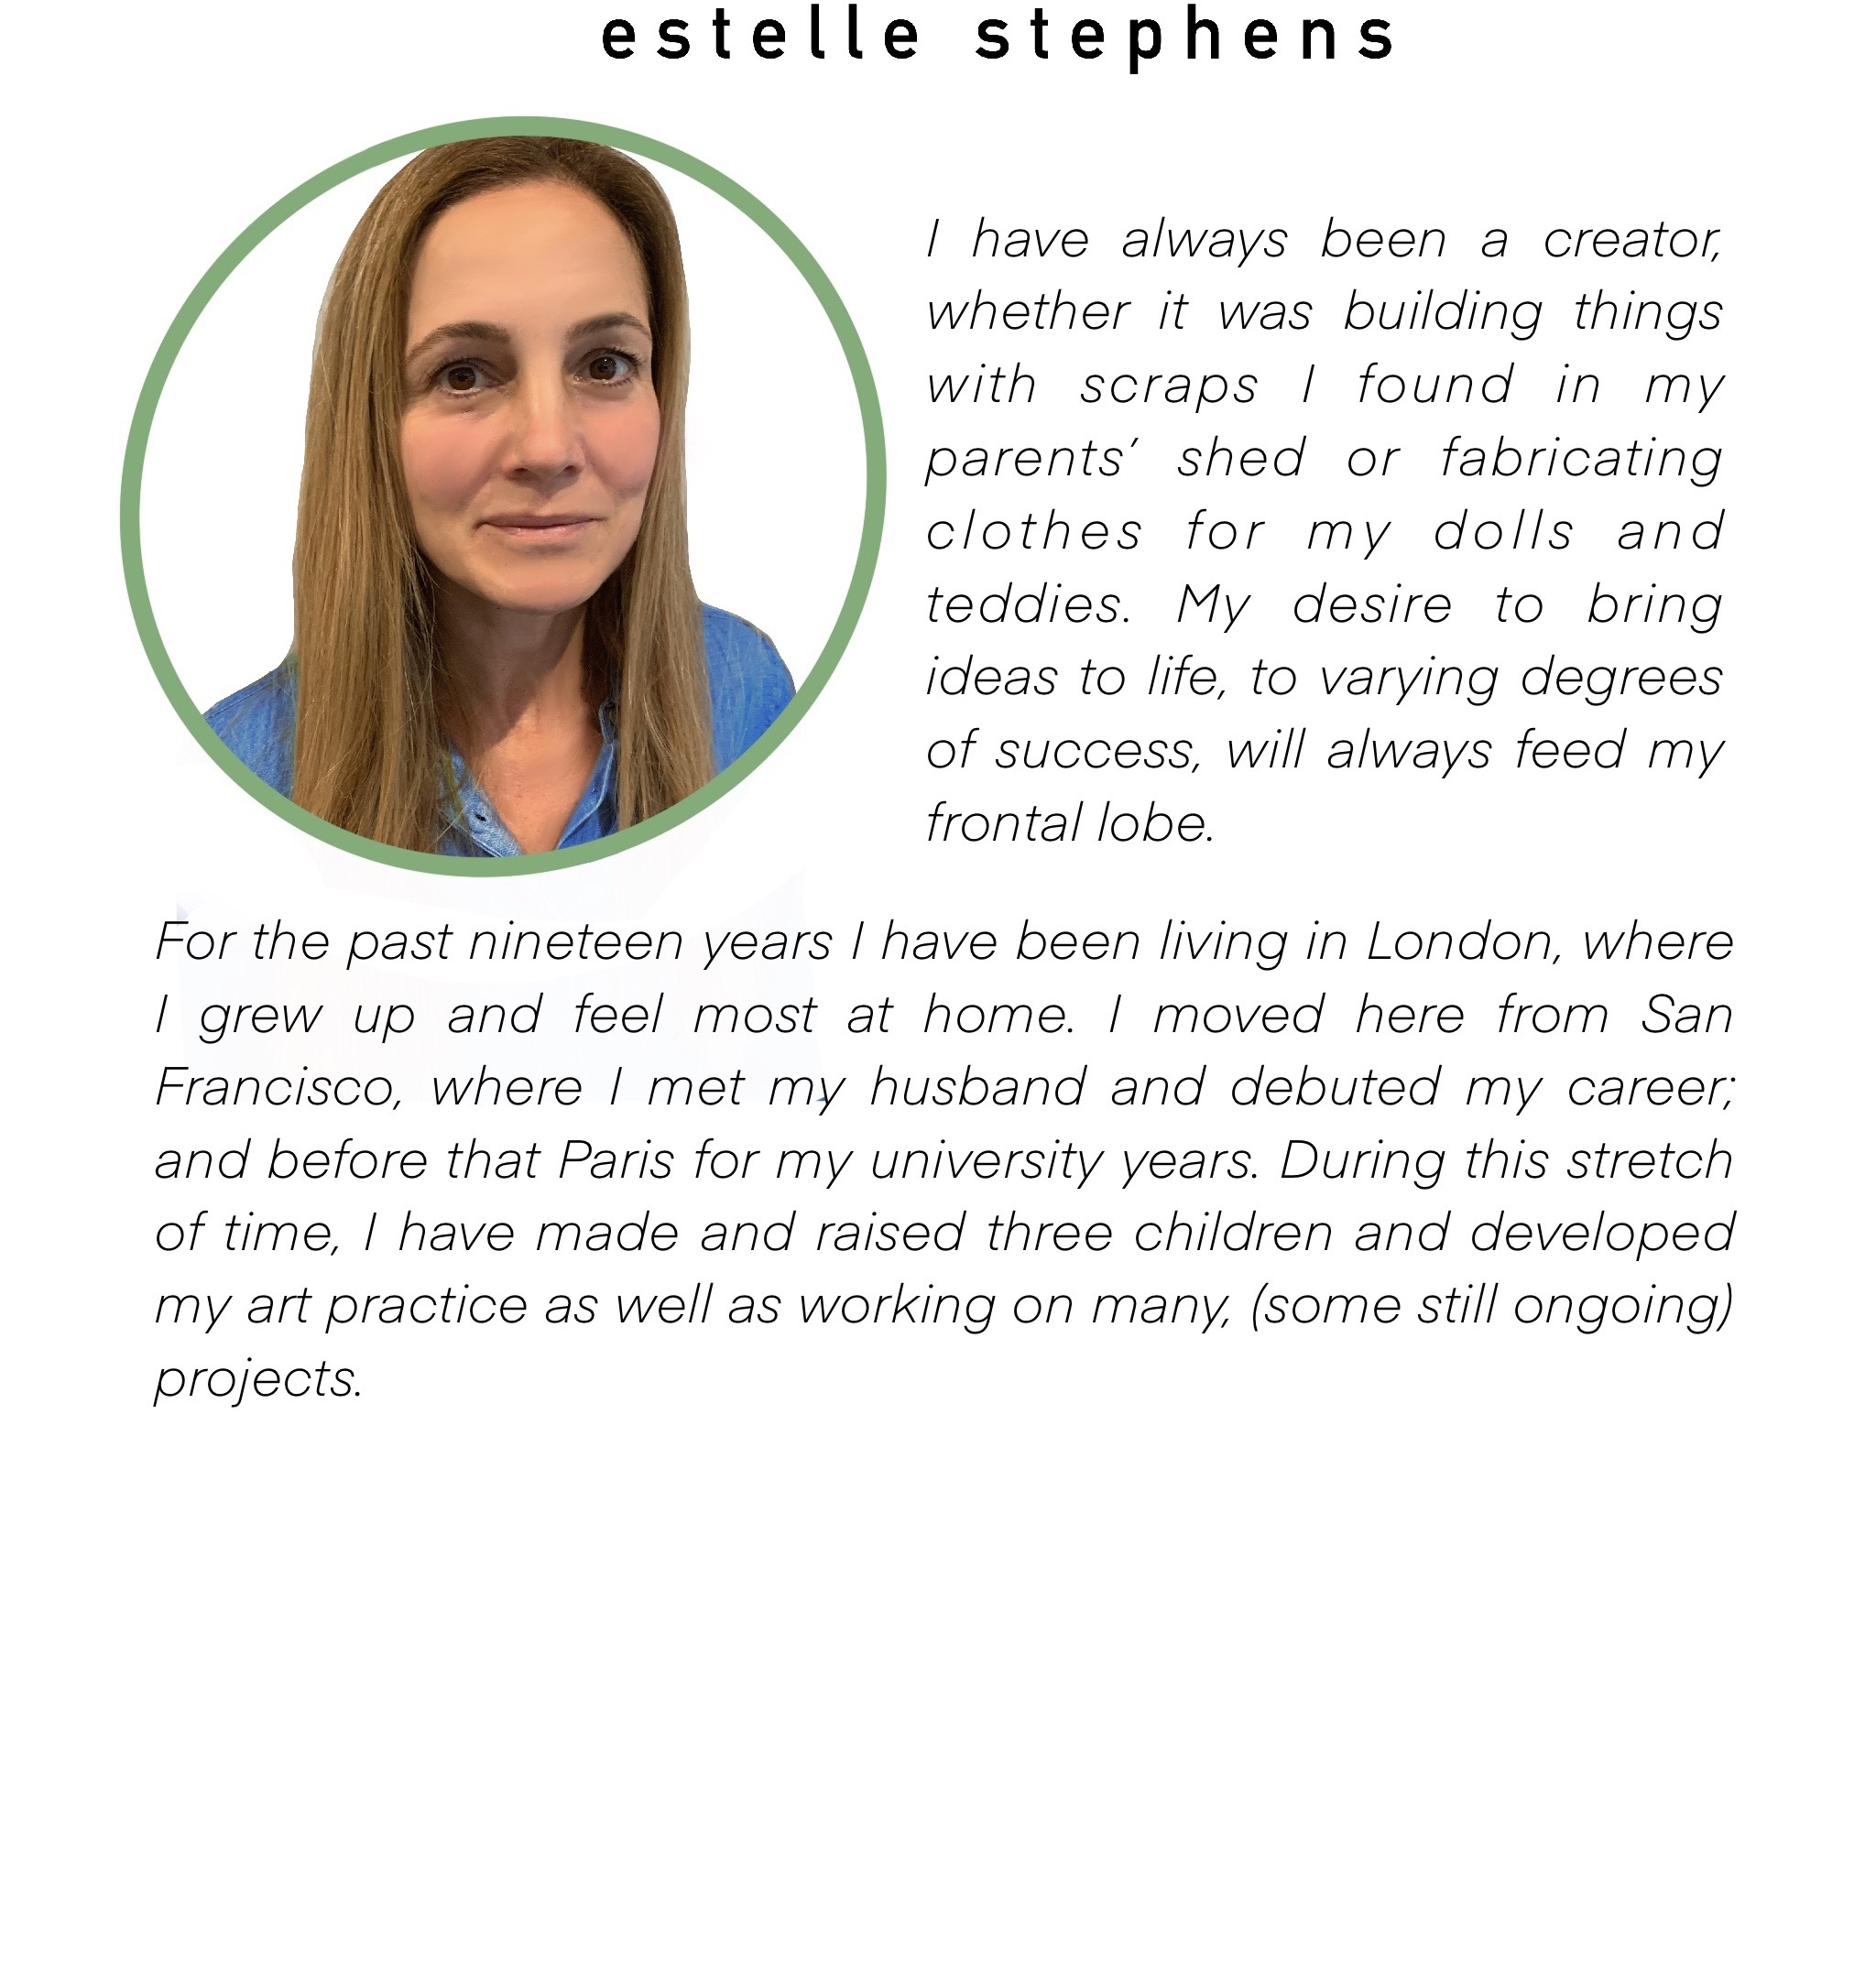 estelle stephens
I have always been a creator,
whether it was building things
with scraps I found in my
parents’ shed or fabricating
clothes for my dolls and
teddies. My desire to bring
ideas to life, to varying degrees
of success, will always feed my
frontal lobe.
For the past nineteen years I have been living in London, where
I grew up and feel most at home. I moved here from San
Francisco, where I met my husband and debuted my career;
and before that Paris for my university years. During this stretch
of time, I have made and raised three children and developed
my art practice as well as working on many, (some still ongoing)
projects.